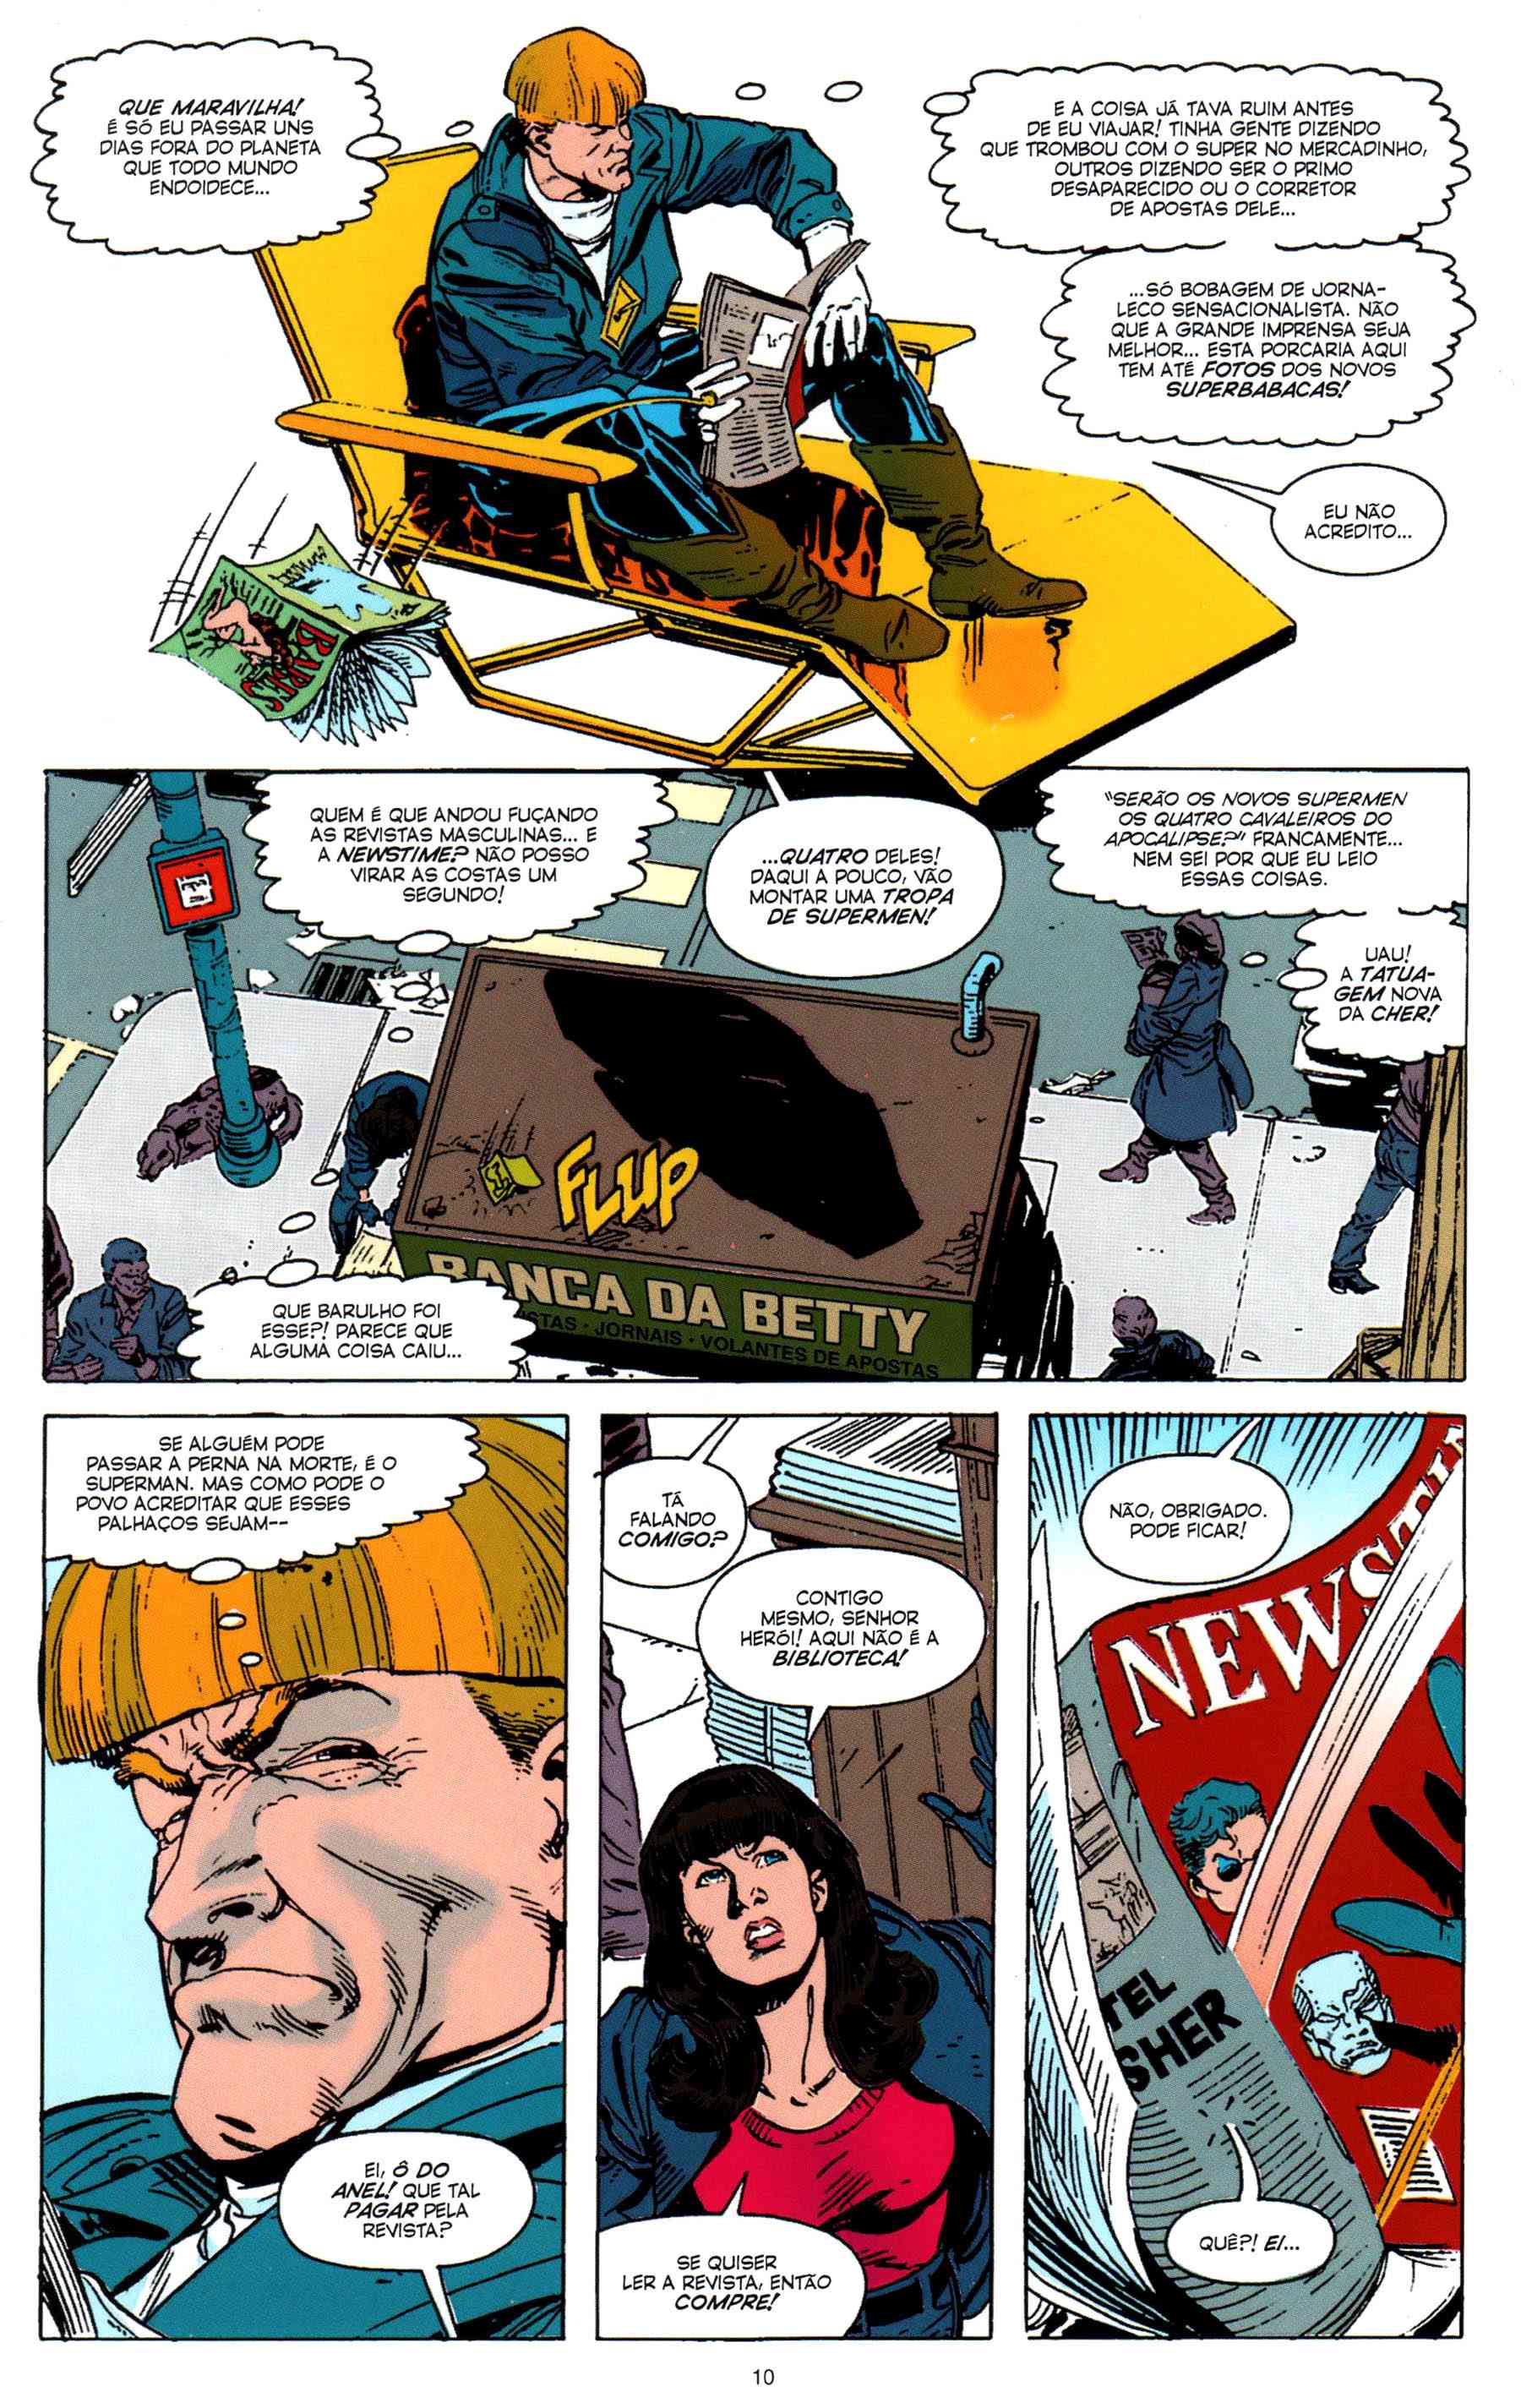 QUE MARAVILHA!
É SÓ EU PASSAR UNS
DIAS FORA DO PLANETA
QUE TODO MUNDO
ENDOIDECE...
E A COISA JÁ TAVA RUIM ANTES
DE EU VIAJAR! TINHA GENTE DIZENDO
QUE TROMBOU COM O SUPER NO MERCADINHO,
OUTROS DIZENDO SER O PRIMO
DESAPARECIDO OU O CORRETOR
DE APOSTAS DELE...
...SÓ BOBAGEM DE JORNA-
LECO SENSACIONALISTA. NÃO
QUE A GRANDE IMPRENSA SEJA
MELHOR... ESTA PORCARIA AQUI
TEM ATÉ FOTOS DOS NOVOS
SUPERBABACAS!
EU NÃO
ACREDITO...
QUEM É QUE ANDOU FUÇANDO
AS REVISTAS MASCULINAS... E
A NEWSTIME? NÃO POSSO
VIRAR AS COSTAS UM
SEGUNDO!
...QUATRO DELES!
DAQUI A POUCO, VÃO
MONTAR UMA TROPA
DE SUPERMEN!
"SERÃO OS NOVOS SUPERMEN
OS QUATRO CAVALEIROS DO
APOCALIPSE?" FRANCAMENTE...
NEM SEI POR QUE EU LEIO
ESSAS COISAS.
UAU!
A TATUA-
GEM NOVA
DA CHER!
FLUP
BANCA DA BETTY
ISTAS · JORNAIS · VOLANTES DE APOSTAS
QUE BARULHO FOI
ESSE?! PARECE QUE
ALGUMA COISA CAIU...
SE ALGUÉM PODE
PASSAR A PERNA NA MORTE, É O
SUPERMAN. MAS COMO PODE O
POVO ACREDITAR QUE ESSES
PALHAÇOS SEJAM--
EI, Ô DO
ANEL! QUE TAL
PAGAR PELA
REVISTA?
TÁ
FALANDO
COMIGO?
CONTIGO
MESMO, SENHOR
HERÓI! AQUI NÃO É A
BIBLIOTECA!
SE QUISER
LER A REVISTA, ENTÃO
COMPRE!
NÃO, OBRIGADO.
PODE FICAR!
NEWSTIM
TEL
SHER
QUÊ?! EI...
10